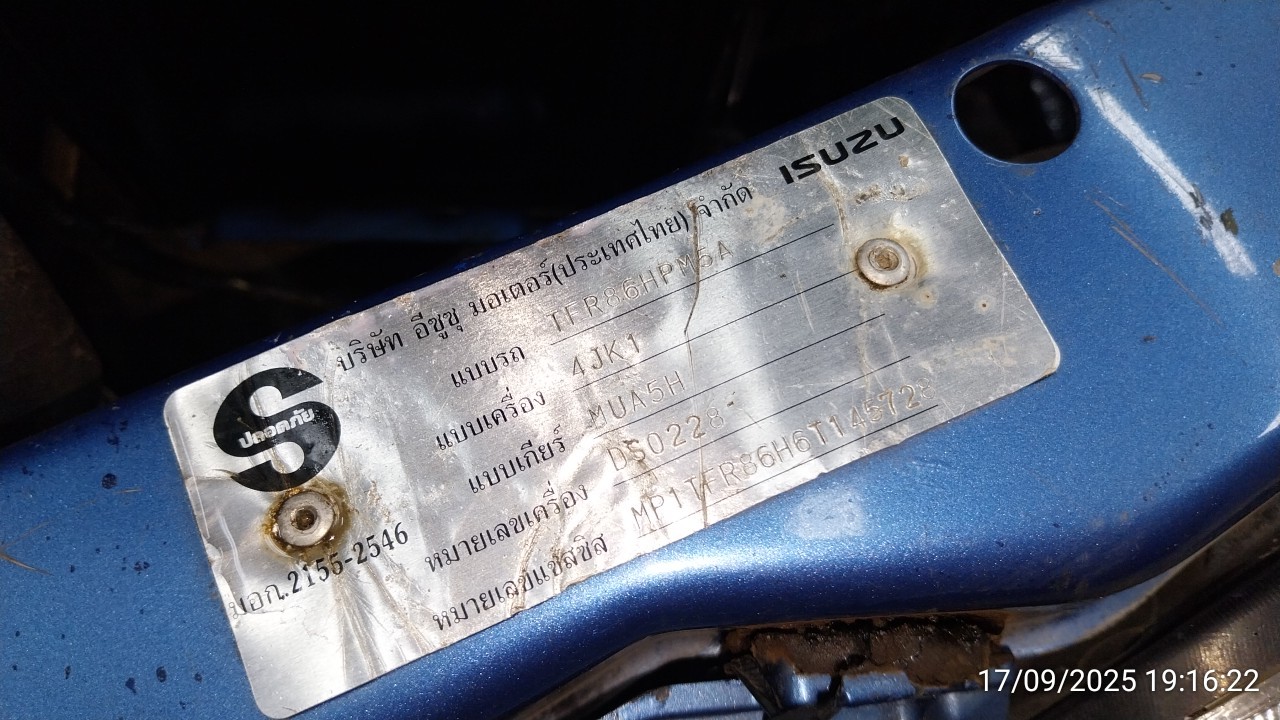 ISUZU
บริษัท อีซูซุ มอเตอร์(ประเทศไทย) จำกัด
แบบรถ TFR86HPM5A
แบบเครื่อง 4JK1
แบบเกียร์ MUA5H
หมายเลขเครื่อง DS0228
หมายเลขแชสซิส
ปลอดภัย
มอก.2155-2546
17/09/2025 19:16:22